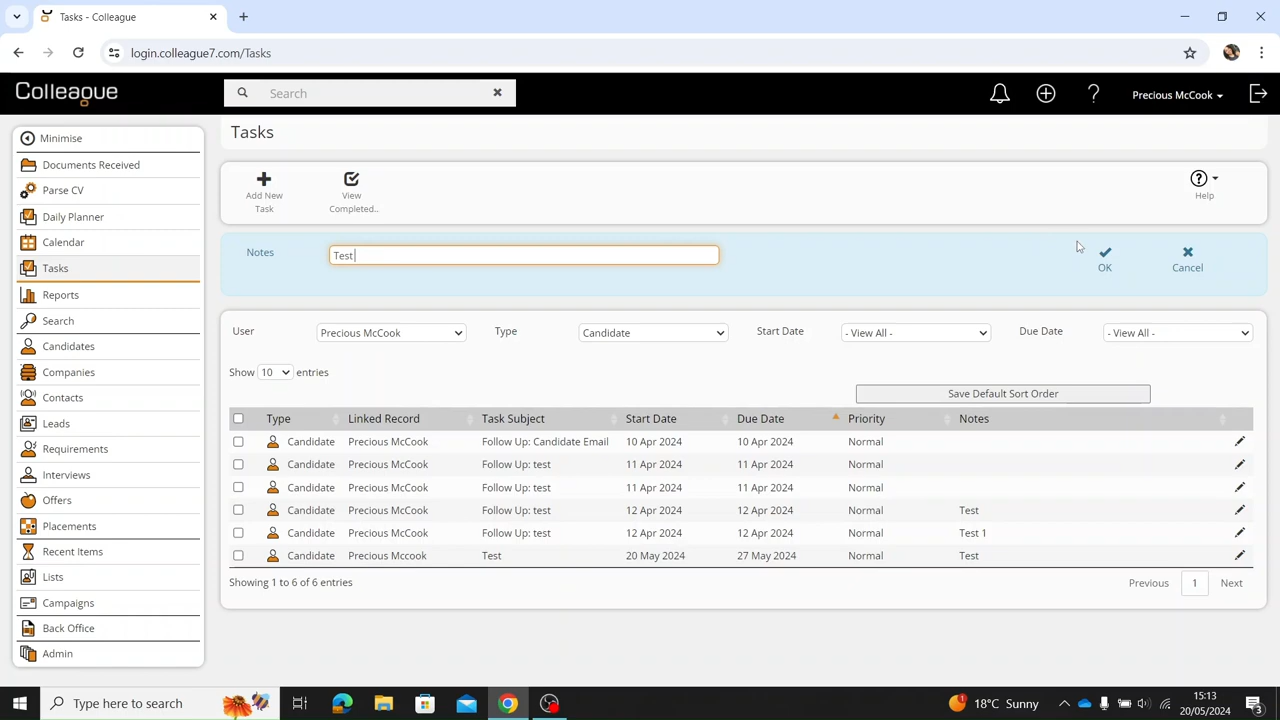 Tasks - Colleague
login.colleague7.com/Tasks
Colleague
Search
Precious McCook
Minimise
Documents Received
Parse CV
Daily Planner
Calendar
Tasks
Reports
Search
Candidates
Companies
Contacts
Leads
Requirements
Interviews
Offers
Placements
Recent Items
Lists
Campaigns
Back Office
Admin
Tasks
Add New
Task
View
Completed..
Help
Notes Test OK Cancel
User Precious McCook Type Candidate Start Date - View All - Due Date - View All -
Show 10 entries
Save Default Sort Order
Type Linked Record Task Subject Start Date Due Date Priority Notes
Candidate Precious McCook Follow Up: Candidate Email 10 Apr 2024 10 Apr 2024 Normal
Candidate Precious McCook Follow Up: test 11 Apr 2024 11 Apr 2024 Normal
Candidate Precious McCook Follow Up: test 11 Apr 2024 11 Apr 2024 Normal
Candidate Precious McCook Follow Up: test 12 Apr 2024 12 Apr 2024 Normal Test
Candidate Precious McCook Follow Up: test 12 Apr 2024 12 Apr 2024 Normal Test 1
Candidate Precious Mccook Test 20 May 2024 27 May 2024 Normal Test
Showing 1 to 6 of 6 entries
Previous 1 Next
Type here to search
18°C Sunny
15:13
20/05/2024
3